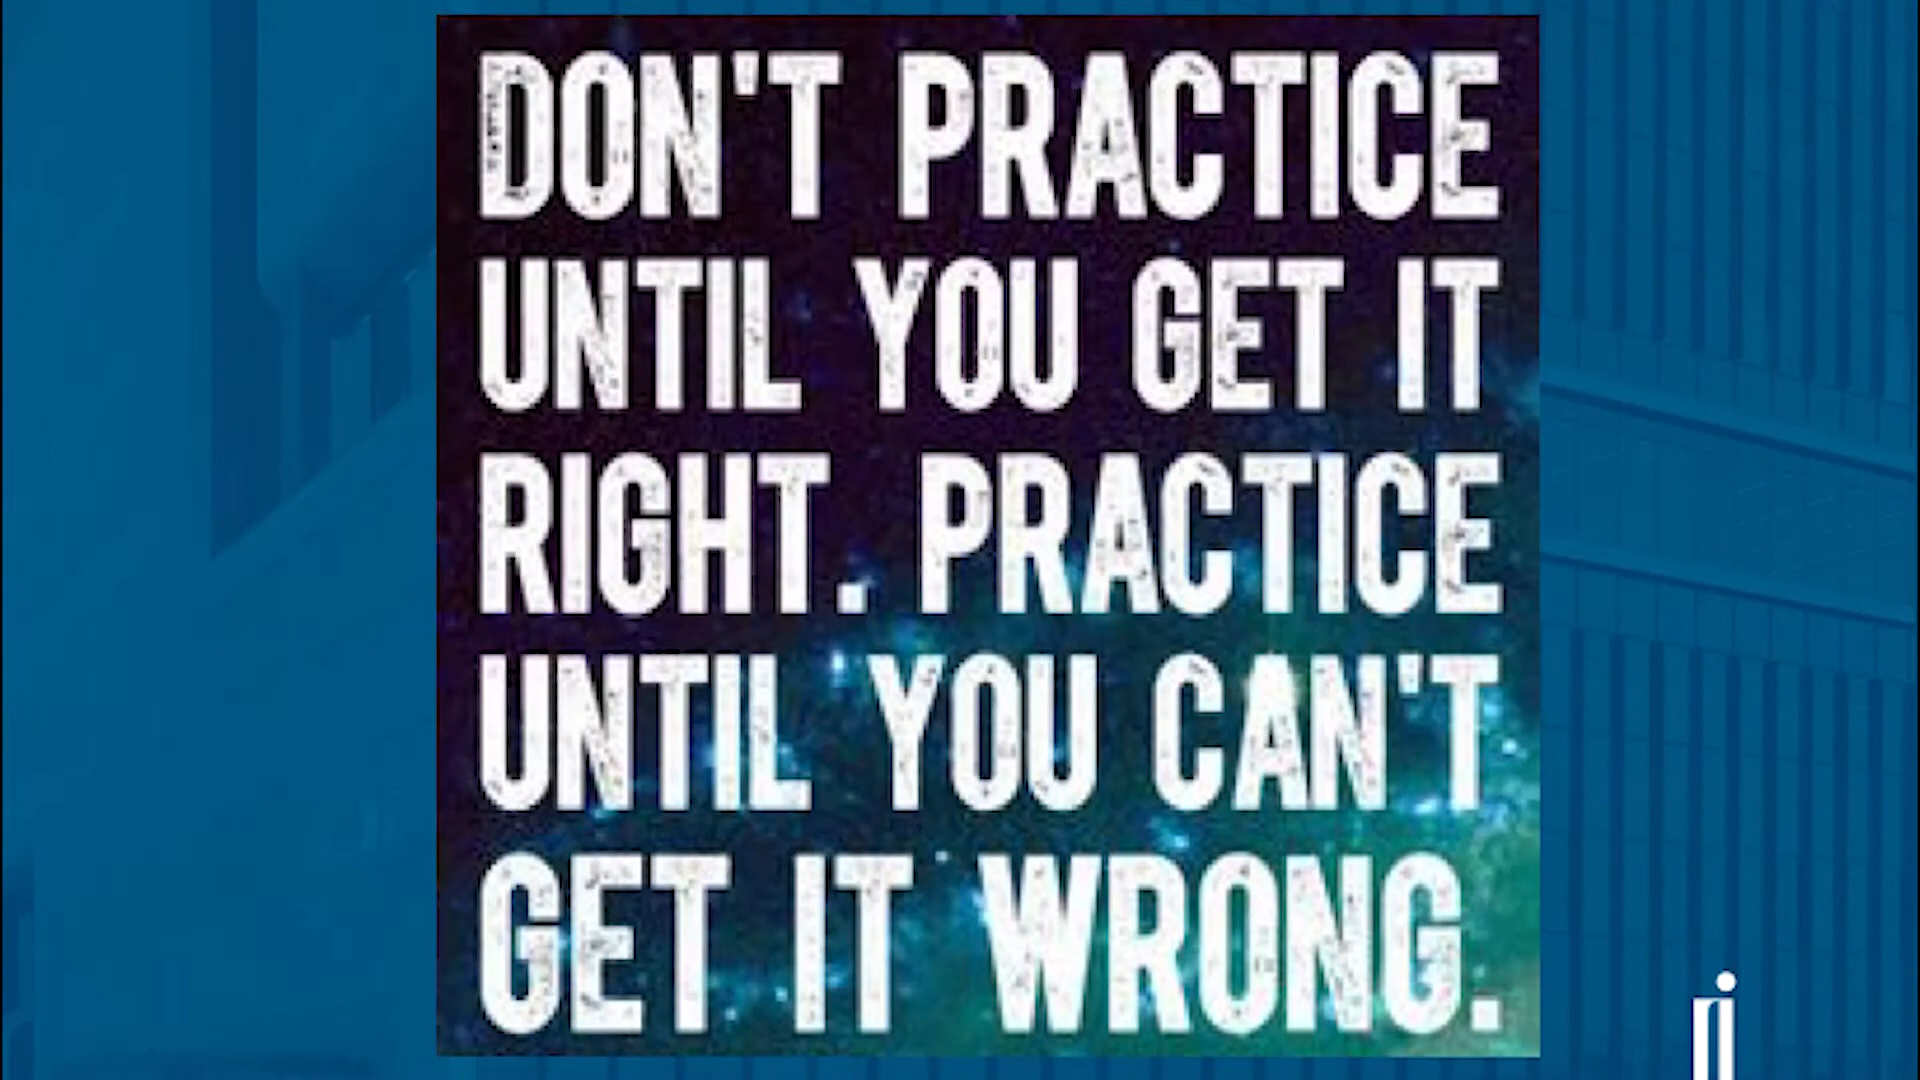 DON'T PRACTICE
UNTIL YOU GET IT
RIGHT. PRACTICE
UNTIL YOU CAN'T
GET IT WRONG.